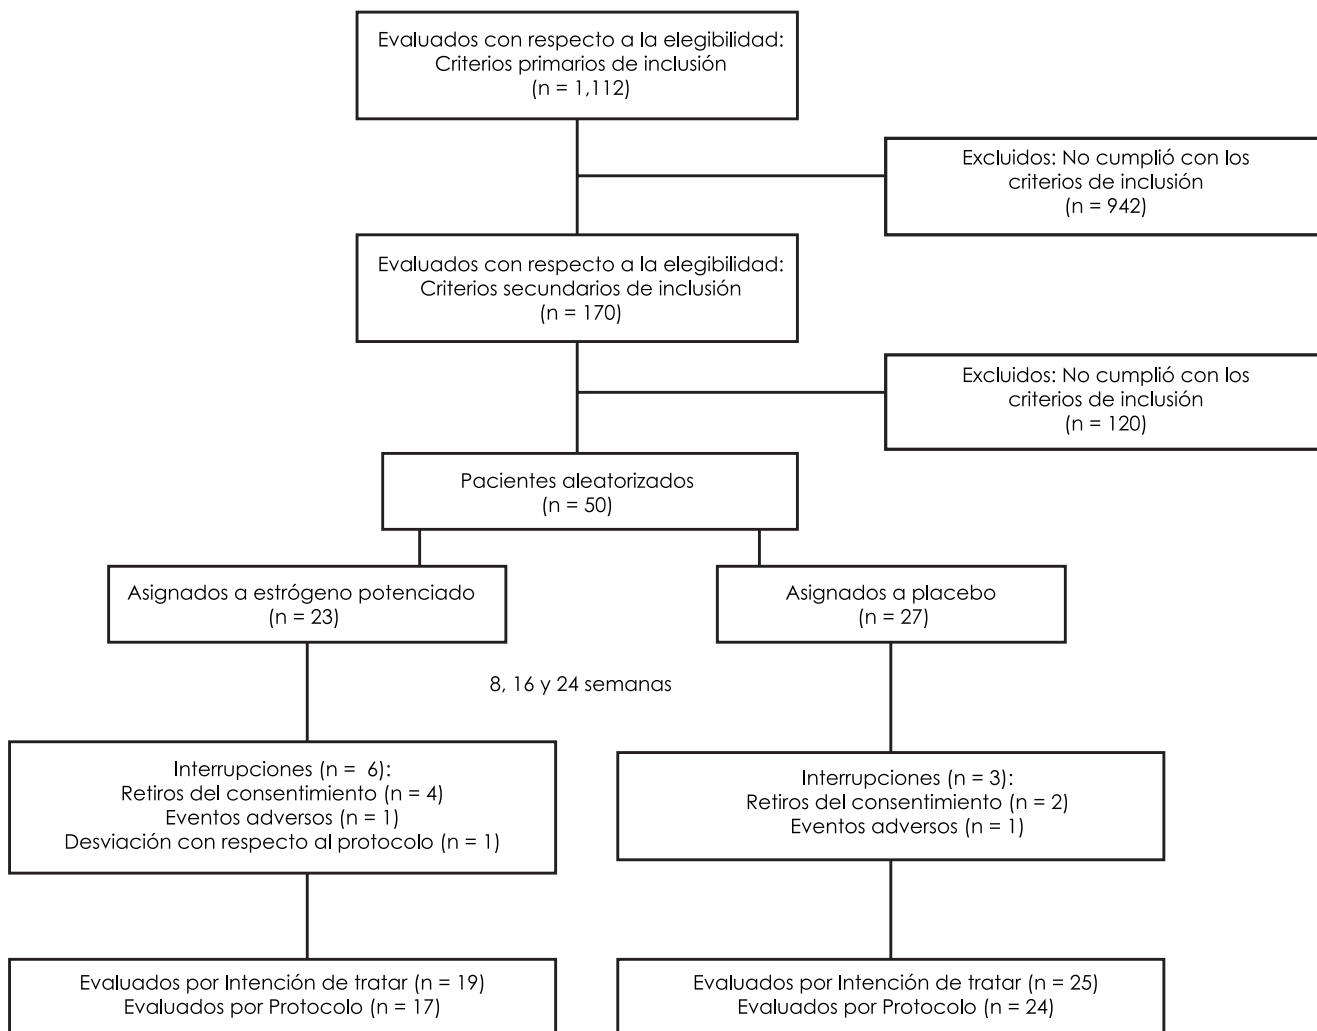 Evaluados con respecto a la elegibilidad:
Criterios primarios de inclusión
(n = 1,112)
Excluidos: No cumplió con los
criterios de inclusión
(n = 942)
Evaluados con respecto a la elegibilidad:
Criterios secundarios de inclusión
(n = 170)
Excluidos: No cumplió con los
criterios de inclusión
(n = 120)
Pacientes aleatorizados
(n = 50)
Asignados a estrógeno potenciado
(n = 23)
Asignados a placebo
(n = 27)
8, 16 y 24 semanas
Interrupciones (n = 6):
Retiros del consentimiento (n = 4)
Eventos adversos (n = 1)
Desviación con respecto al protocolo (n = 1)
Interrupciones (n = 3):
Retiros del consentimiento (n = 2)
Eventos adversos (n = 1)
Evaluados por Intención de tratar (n = 19)
Evaluados por Protocolo (n = 17)
Evaluados por Intención de tratar (n = 25)
Evaluados por Protocolo (n = 24)